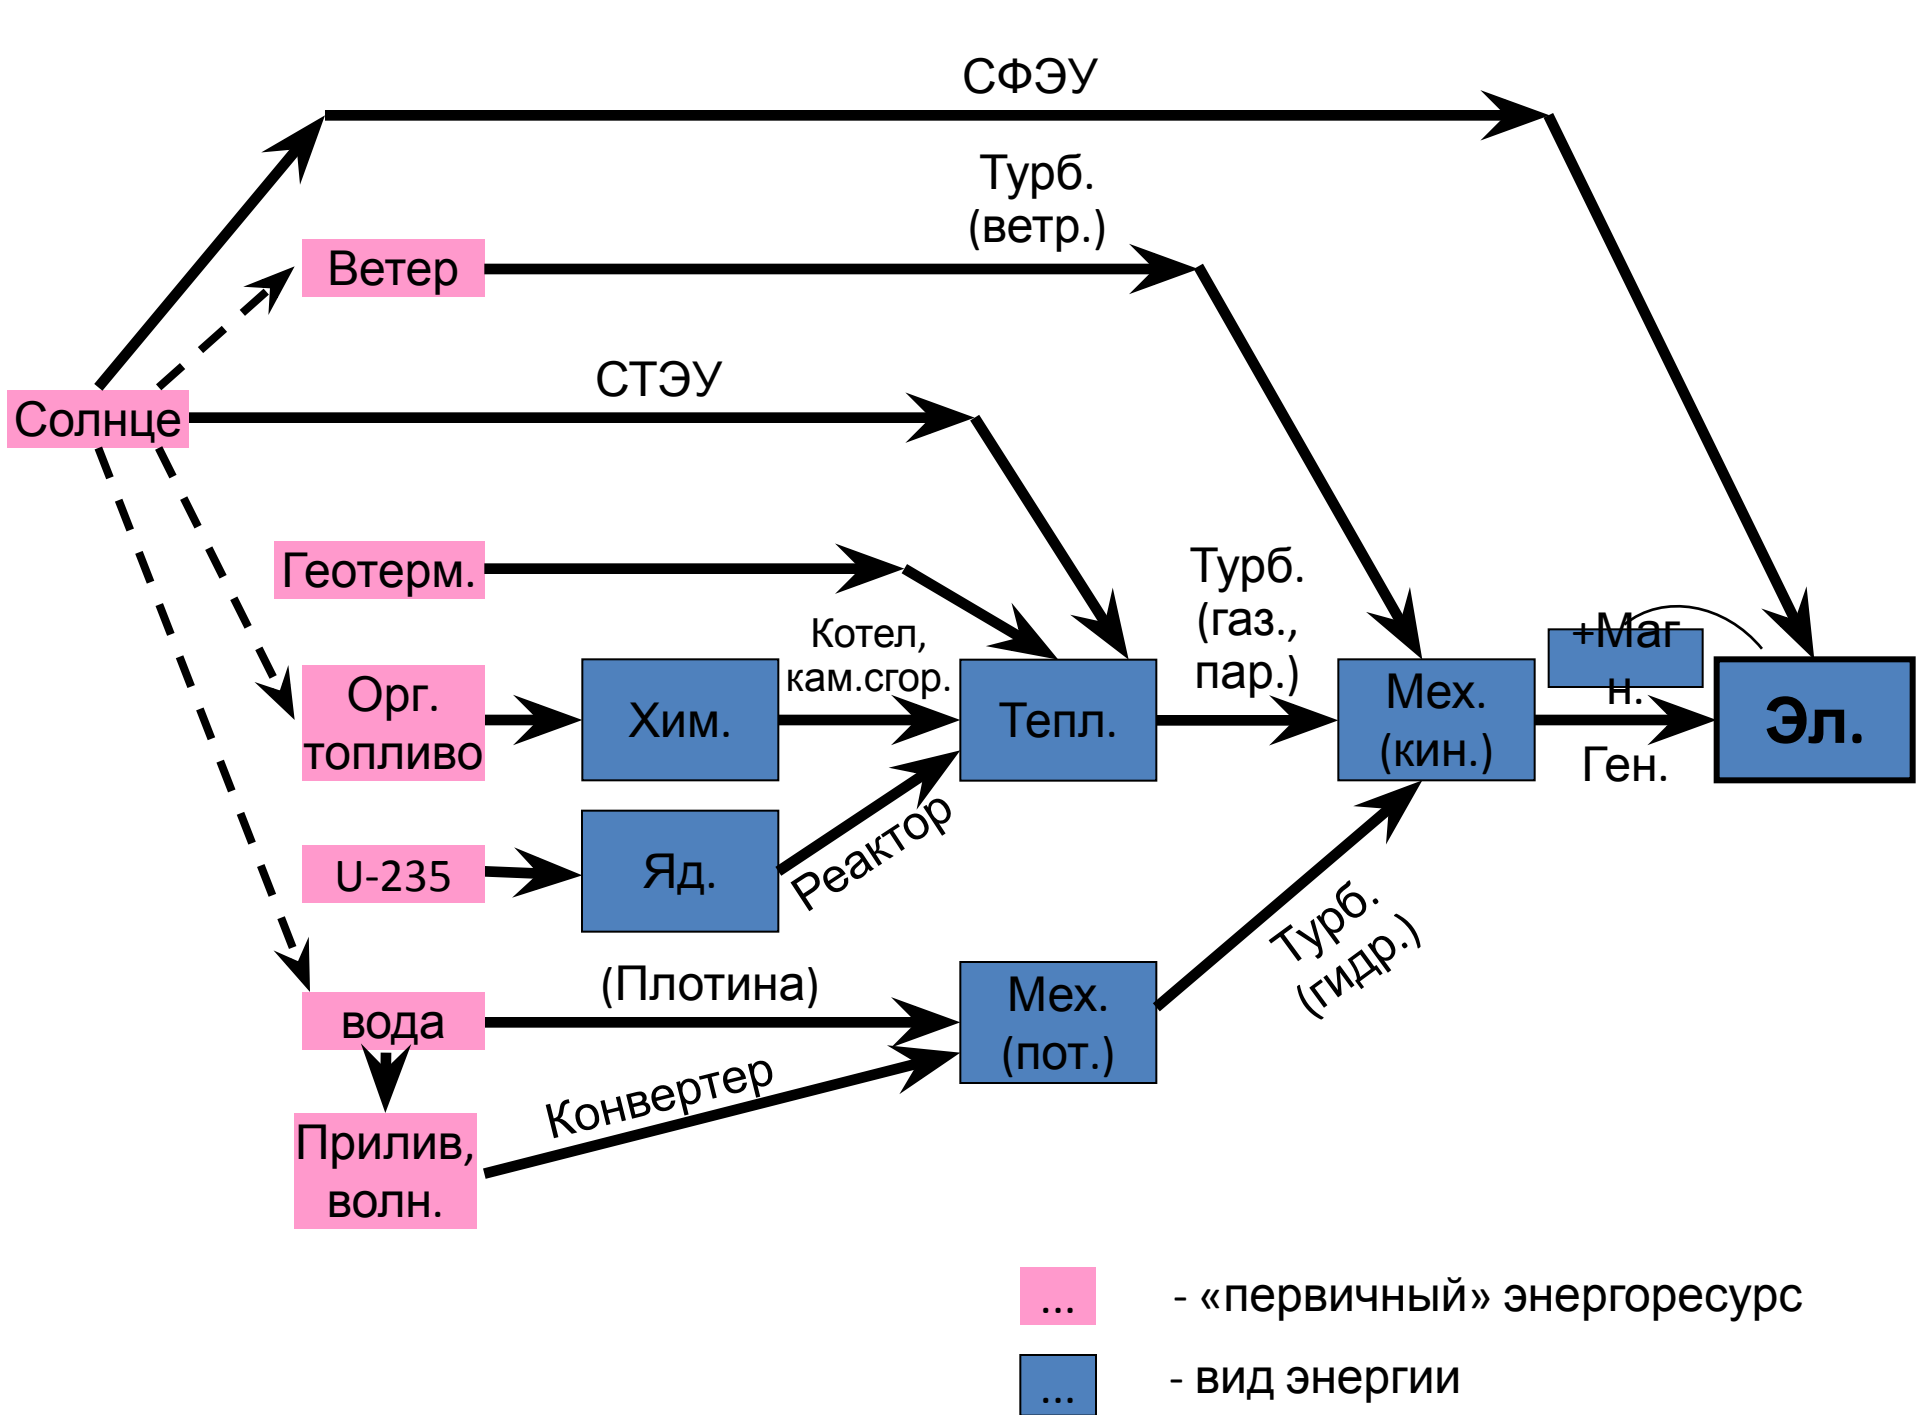 СФЭУ
Турб.
(ветр.)
Ветер
СТЭУ
Солнце
Геотерм.
Турб.
(газ.,
пар.)
Котел,
кам.сгор.
+Маг
н.
Орг.
топливо
Хим.
Тепл.
Мех.
(кин.)
Эл.
Ген.
U-235
Яд.
Реактор
Турб.
(гидр.)
(Плотина)
вода
Мех.
(пот.)
Конвертер
Прилив,
волн.
... - «первичный» энергоресурс
... - вид энергии